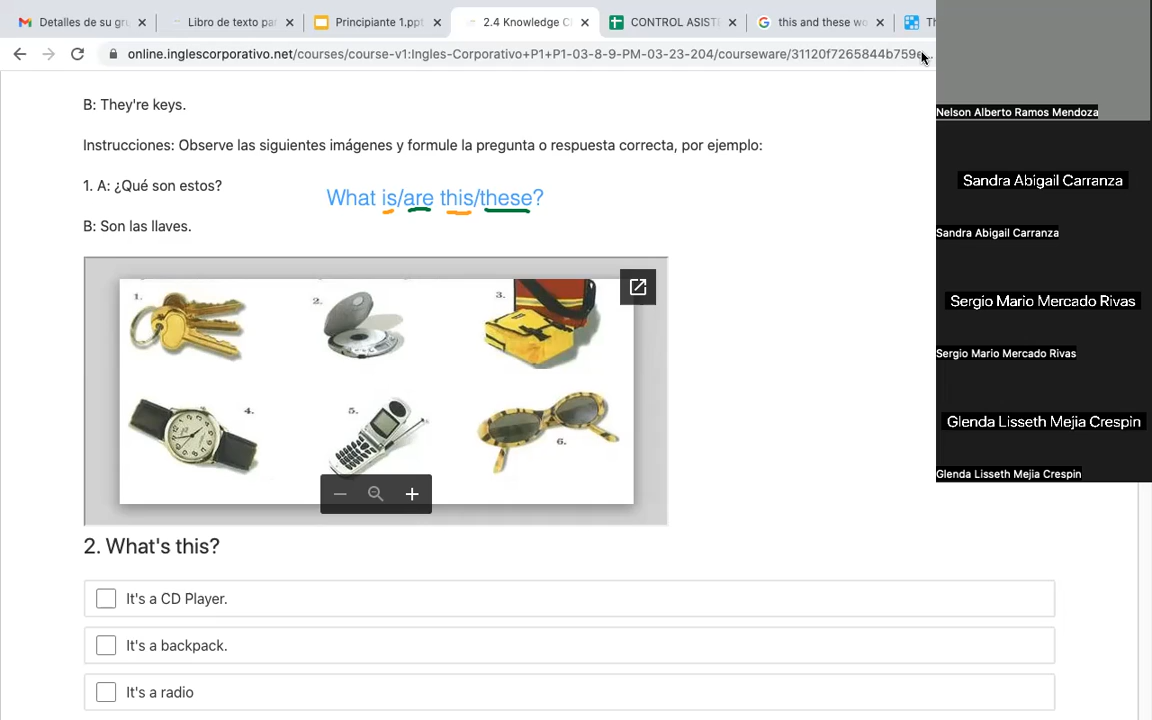 Detalles de su gru
Libro de texto par
Principiante 1.ppt
2.4 Knowledge C
CONTROL ASIST
this and these wo
Th
online.inglescorporativo.net/courses/course-v1:Ingles-Corporativo+P1+P1-03-8-9-PM-03-23-204/courseware/31120f7265844b759e...
B: They're keys.
Instrucciones: Observe las siguientes imágenes y formule la pregunta o respuesta correcta, por ejemplo:
1. A: ¿Qué son estos?
What is/are this/these?
B: Son las llaves.
1.
2.
3.
4.
5.
6.
2. What's this?
It's a CD Player.
It's a backpack.
It's a radio
Nelson Alberto Ramos Mendoza
Sandra Abigail Carranza
Sandra Abigail Carranza
Sergio Mario Mercado Rivas
Sergio Mario Mercado Rivas
Glenda Lisseth Mejia Crespin
Glenda Lisseth Mejia Crespin